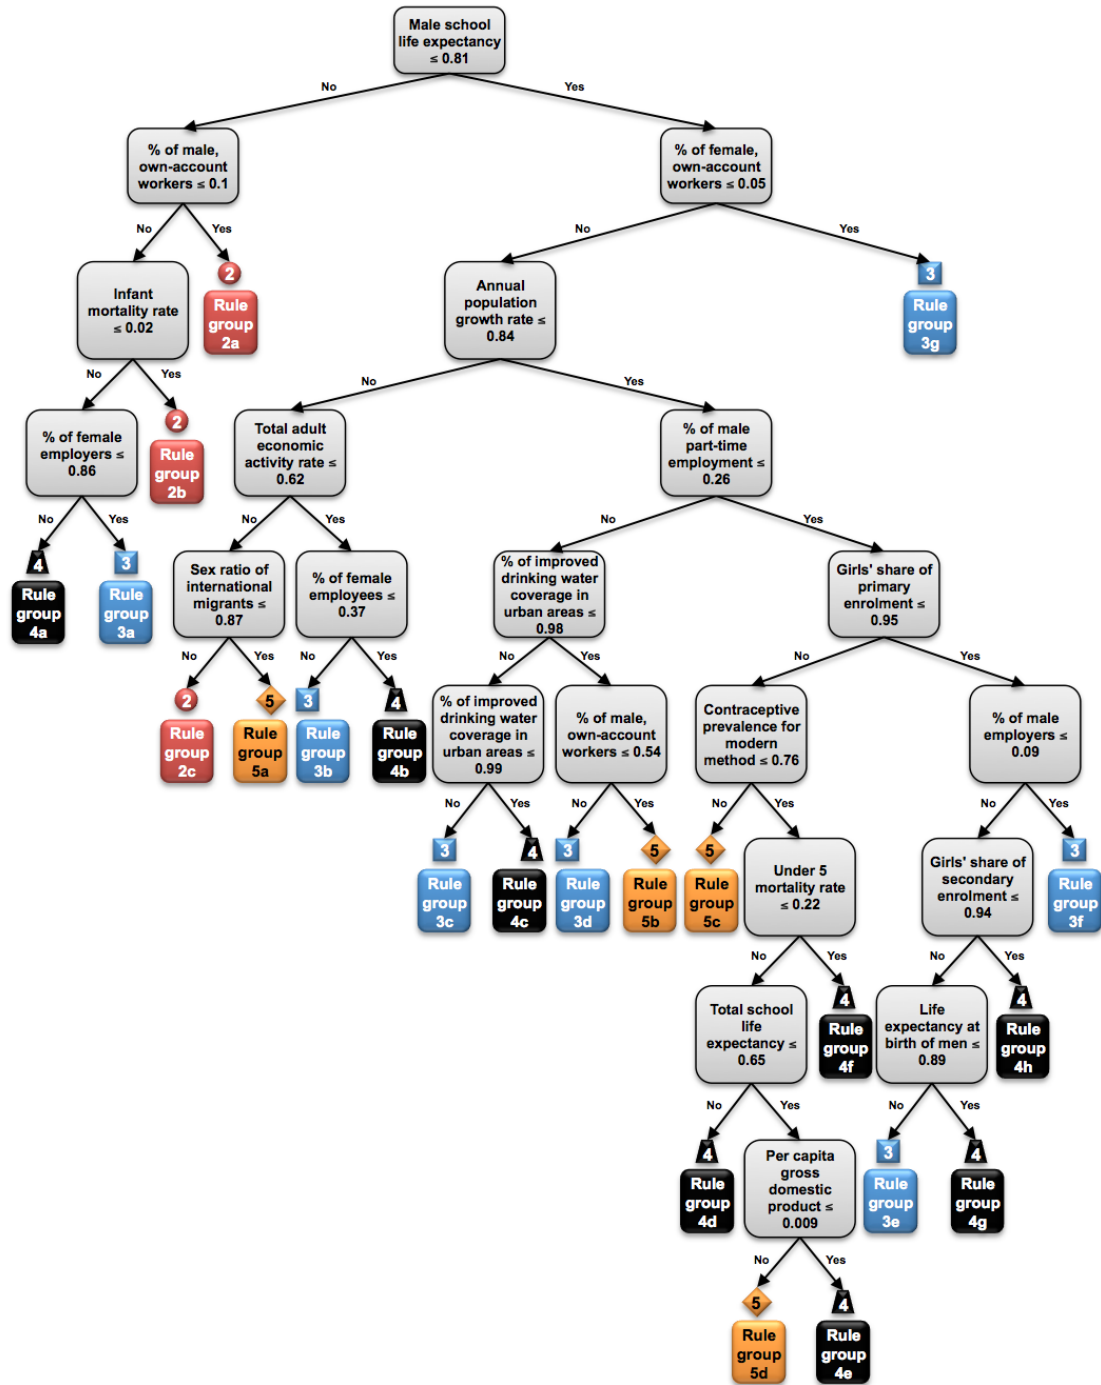 Male school
life expectancy
≤ 0.81
No
Yes
% of male,
own-account
workers ≤ 0.1
% of female,
own-account
workers ≤ 0.05
No
Yes
No
Yes
Infant
mortality rate
≤ 0.02
2
Rule
group
2a
Annual
population
growth rate ≤
0.84
3
Rule
group
3g
No
Yes
No
Yes
% of female
employers ≤
0.86
2
Rule
group
2b
Total adult
economic
activity rate ≤
0.62
% of male
part-time
employment ≤
0.26
No
Yes
No
Yes
No
Yes
4
Rule
group
4a
3
Rule
group
3a
Sex ratio of
international
migrants ≤
0.87
% of female
employees ≤
0.37
% of improved
drinking water
coverage in
urban areas ≤
0.98
Girls' share of
primary
enrolment ≤
0.95
No
Yes
No
Yes
No
Yes
No
Yes
2
Rule
group
2c
5
Rule
group
5a
3
Rule
group
3b
4
Rule
group
4b
% of improved
drinking water
coverage in
urban areas ≤
0.99
% of male,
own-account
workers ≤ 0.54
Contraceptive
prevalence for
modern
method ≤ 0.76
% of male
employers ≤
0.09
No
Yes
No
Yes
No
Yes
No
Yes
3
Rule
group
3c
4
Rule
group
4c
3
Rule
group
3d
5
Rule
group
5b
5
Rule
group
5c
Under 5
mortality rate
≤ 0.22
Girls' share of
secondary
enrolment ≤
0.94
3
Rule
group
3f
No
Yes
No
Yes
Total school
life
expectancy ≤
0.65
4
Rule
group
4f
Life
expectancy at
birth of men ≤
0.89
4
Rule
group
4h
No
Yes
No
Yes
4
Rule
group
4d
Per capita
gross
domestic
product ≤
0.009
3
Rule
group
3e
4
Rule
group
4g
No
Yes
5
Rule
group
5d
4
Rule
group
4e